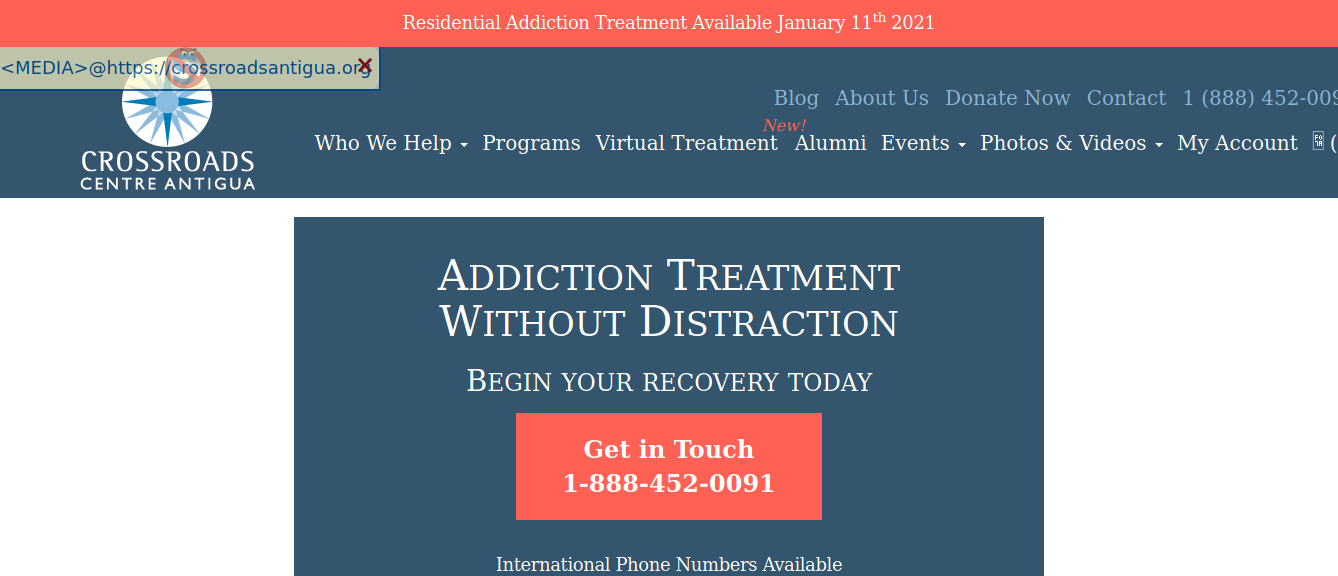 Residential Addiction Treatment Available January 11th 2021
<MEDIA>@https://crossroadsantigua.org
CROSSROADS
CENTRE ANTIGUA
Blog About Us Donate Now Contact 1 (888) 452-009
New!
Who We Help Programs Virtual Treatment Alumni Events Photos & Videos My Account (
ADDICTION TREATMENT
WITHOUT DISTRACTION
BEGIN YOUR RECOVERY TODAY
Get in Touch
1-888-452-0091
International Phone Numbers Available